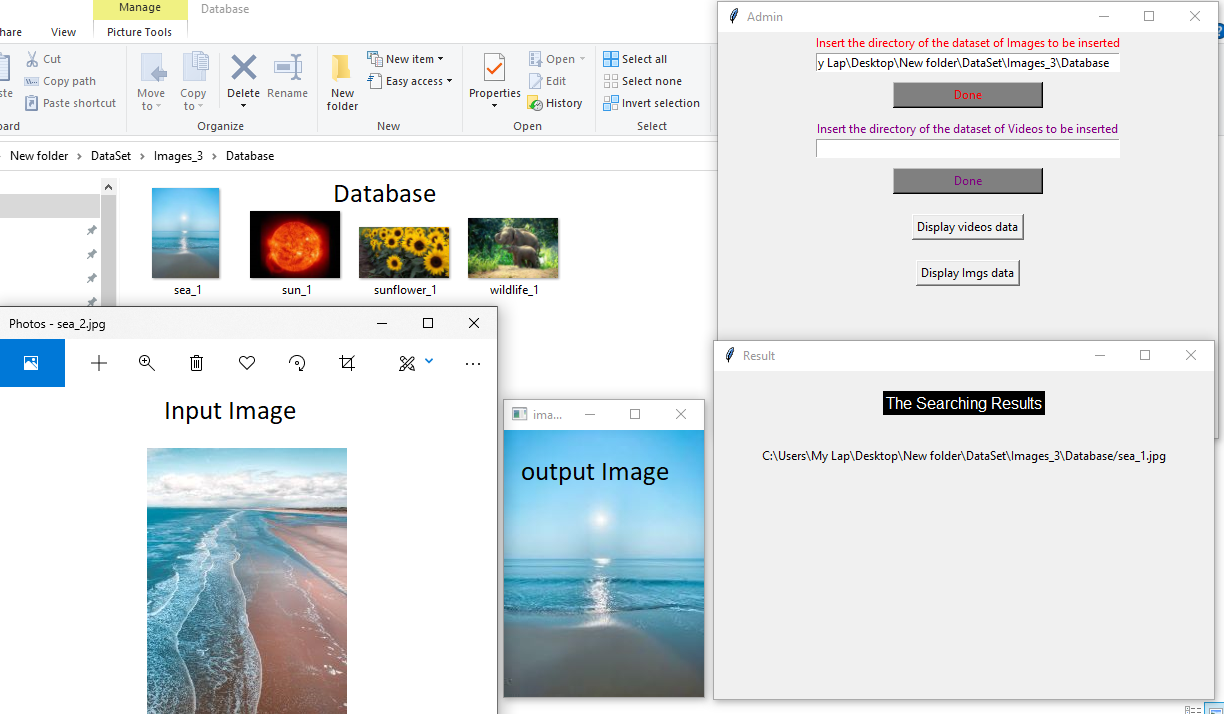 Manage
Database
hare
View
Picture Tools
Cut
Copy path
Paste shortcut
ste
oard
Move to
Copy to
Delete
Rename
Organize
New folder
New item
Easy access
New
Properties
Open
Edit
History
Open
Select all
Select none
Invert selection
Select
New folder > DataSet > Images_3 > Database
Database
sea_1
sun_1
sunflower_1
wildlife_1
Photos - sea_2.jpg
Input Image
ima...
output Image
Admin
Insert the directory of the dataset of Images to be inserted
y Lap\Desktop\New folder\DataSet\Images_3\Database
Done
Insert the directory of the dataset of Videos to be inserted
Done
Display videos data
Display Imgs data
Result
The Searching Results
C:\Users\My Lap\Desktop\New folder\DataSet\Images_3\Database/sea_1.jpg